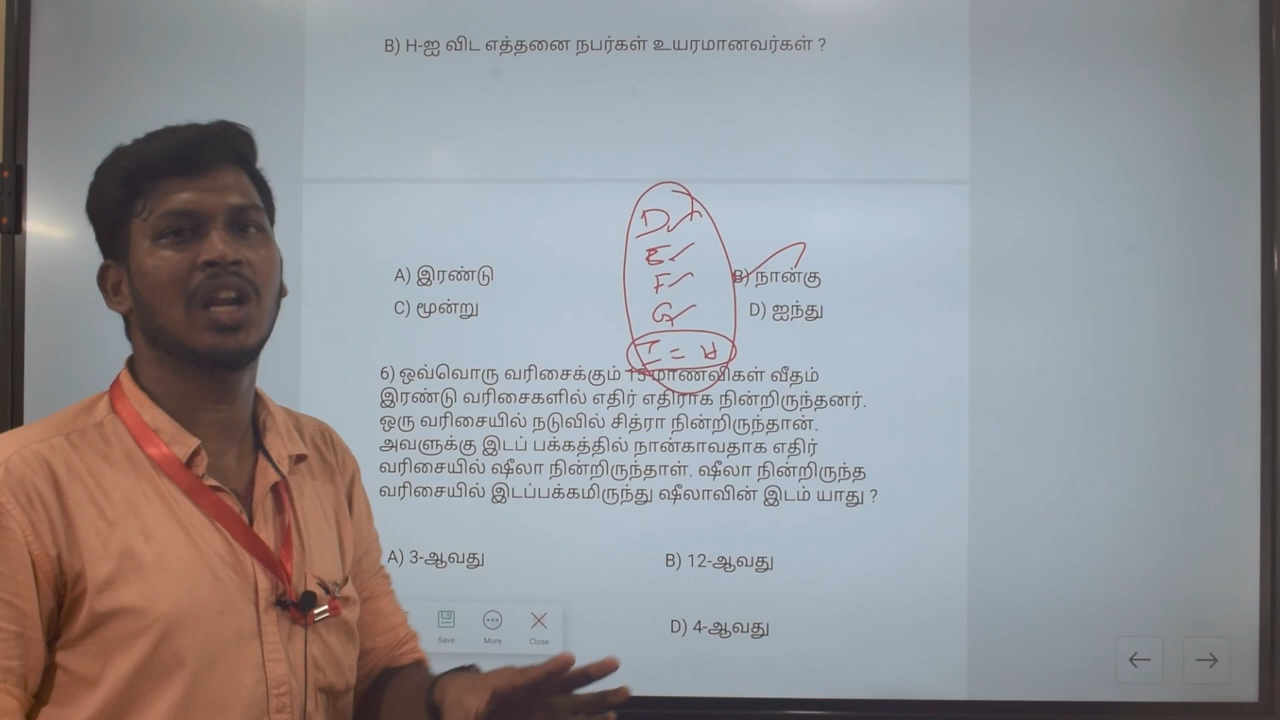 B) H-ஐ விட எத்தனை நபர்கள் உயரமானவர்கள் ?
D
E
F
G
I =
A) இரண்டு
B) நான்கு
C) மூன்று
D) ஐந்து
6) ஒவ்வொரு வரிசைக்கும் 15 மாணவிகள் வீதம்
இரண்டு வரிசைகளில் எதிர் எதிராக நின்றிருந்தனர்.
ஒரு வரிசையில் நடுவில் சித்ரா நின்றிருந்தான்.
அவளுக்கு இடப் பக்கத்தில் நான்காவதாக எதிர்
வரிசையில் ஷீலா நின்றிருந்தாள். ஷீலா நின்றிருந்த
வரிசையில் இடப்பக்கமிருந்து ஷீலாவின் இடம் யாது ?
A) 3-ஆவது
B) 12-ஆவது
D) 4-ஆவது
Save
More
Close